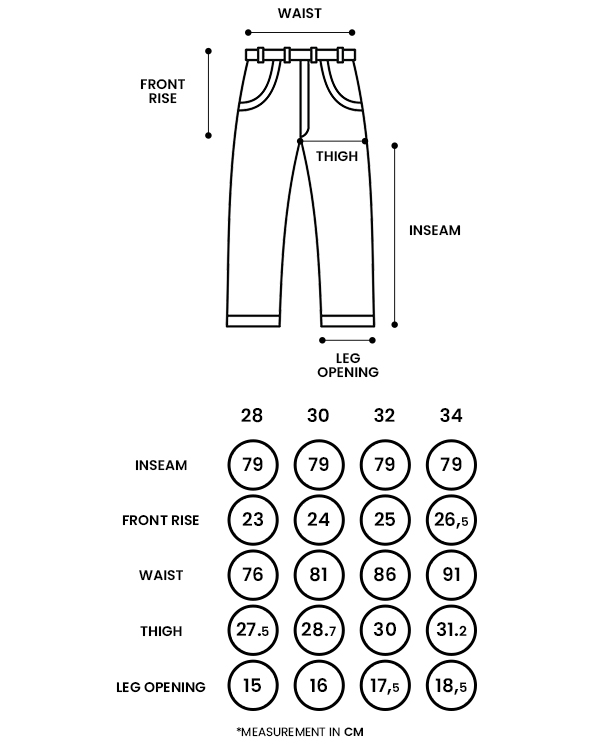 WAIST
FRONT
RISE
THIGH
INSEAM
LEG
OPENING
28 30 32 34
INSEAM 79 79 79 79
FRONT RISE 23 24 25 26,5
WAIST 76 81 86 91
THIGH 27.5 28.7 30 31.2
LEG OPENING 15 16 17,5 18,5
*MEASUREMENT IN CM